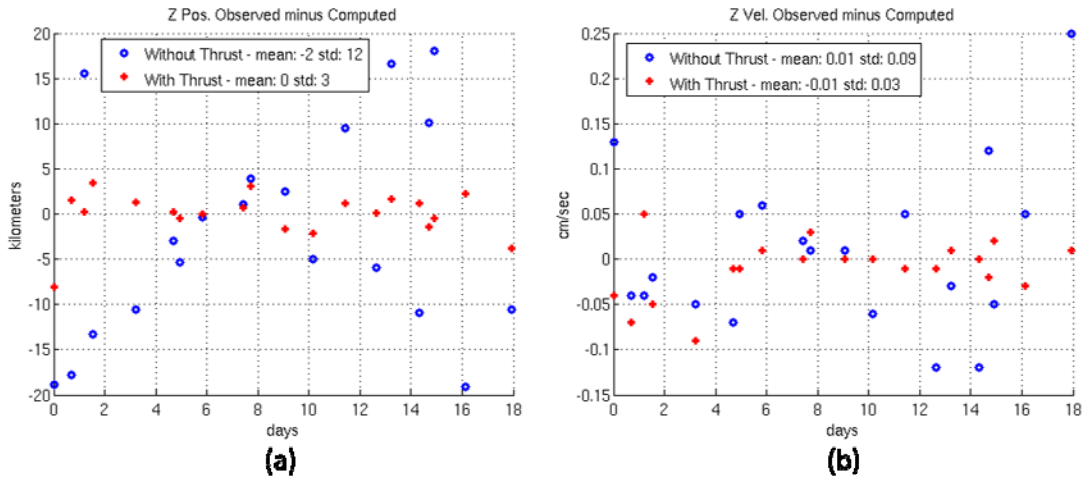 Z Pos. Observed minus Computed
20
15
10
5
0
-5
-10
-15
-20
kilometers
Without Thrust - mean: -2 std: 12
With Thrust - mean: 0 std: 3
0 2 4 6 8 10 12 14 16 18
days
(a)
Z Vel. Observed minus Computed
0.25
0.2
0.15
0.1
0.05
0
-0.05
-0.1
-0.15
cm/sec
Without Thrust - mean: 0.01 std: 0.09
With Thrust - mean: -0.01 std: 0.03
0 2 4 6 8 10 12 14 16 18
days
(b)